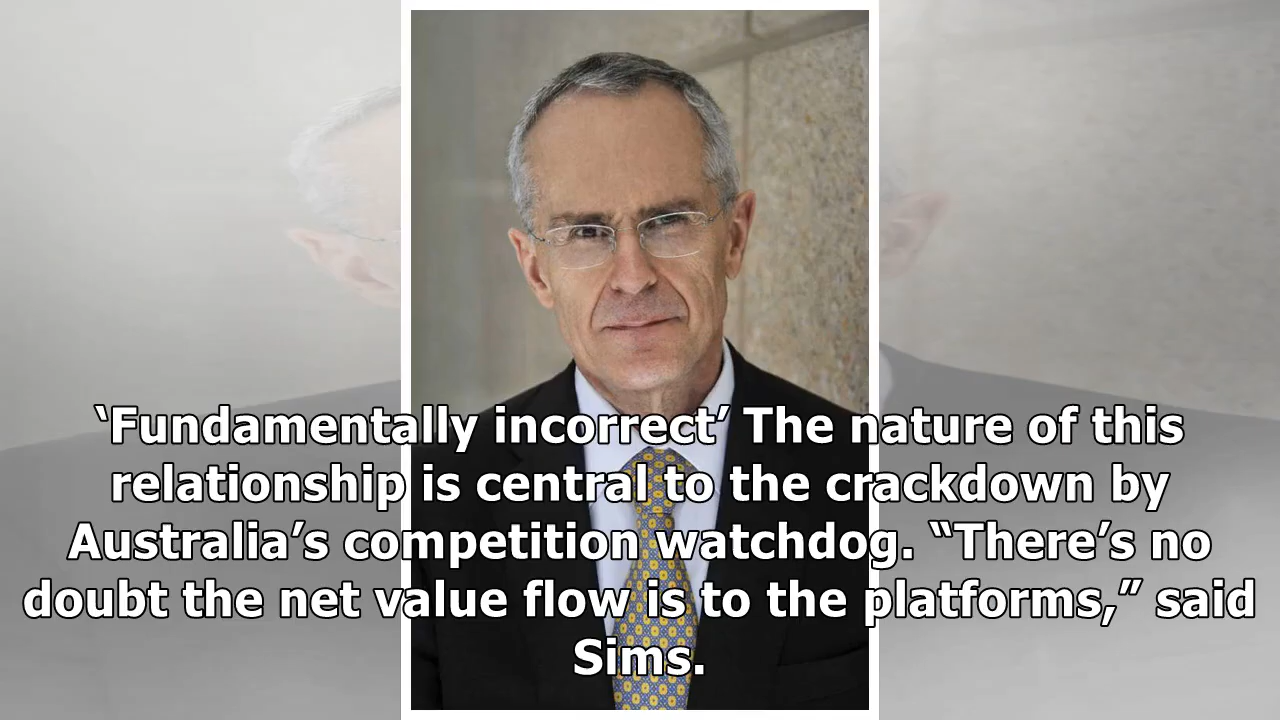 ‘Fundamentally incorrect’ The nature of this
relationship is central to the crackdown by
Australia’s competition watchdog. “There’s no
doubt the net value flow is to the platforms,” said
Sims.